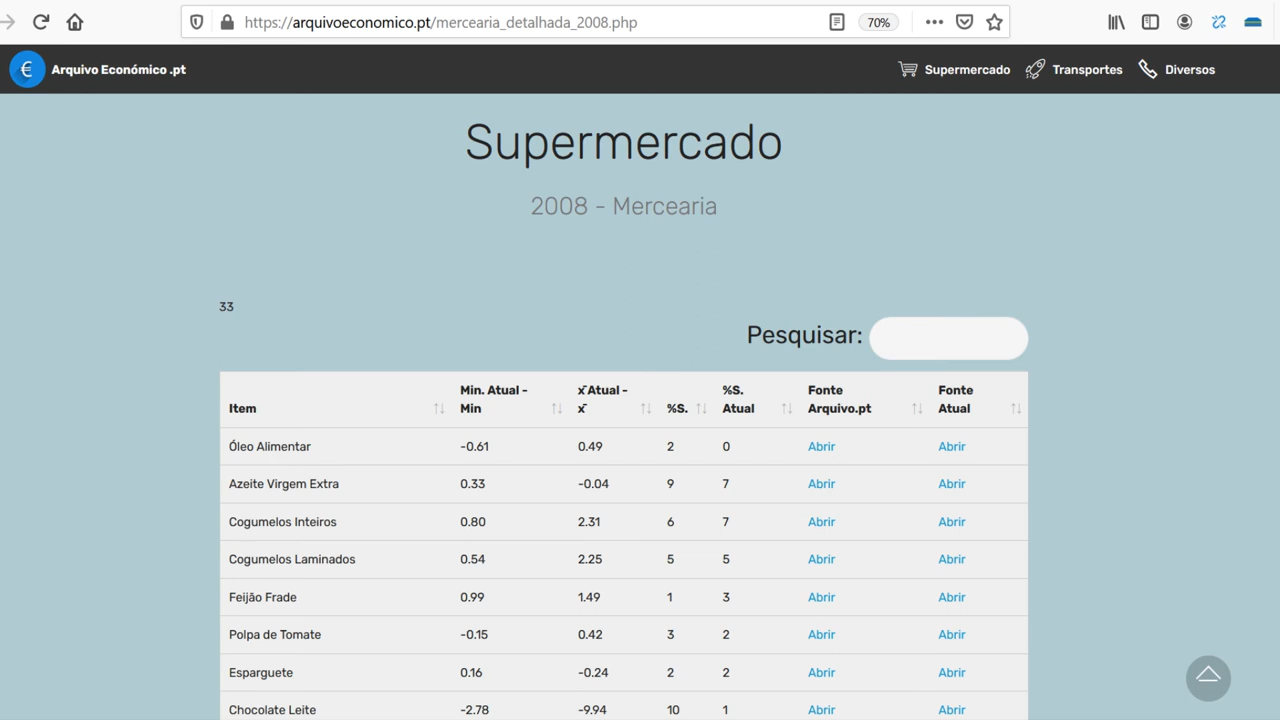 https://arquivoeconomico.pt/mercearia_detalhada_2008.php 70%
Arquivo Económico .pt Supermercado Transportes Diversos
Supermercado
2008 - Mercearia
33
Pesquisar:
Item Min. Atual - Min x̄ Atual - x̄ %S. %S. Atual Fonte Arquivo.pt Fonte Atual
Óleo Alimentar -0.61 0.49 2 0 Abrir Abrir
Azeite Virgem Extra 0.33 -0.04 9 7 Abrir Abrir
Cogumelos Inteiros 0.80 2.31 6 7 Abrir Abrir
Cogumelos Laminados 0.54 2.25 5 5 Abrir Abrir
Feijão Frade 0.99 1.49 1 3 Abrir Abrir
Polpa de Tomate -0.15 0.42 3 2 Abrir Abrir
Esparguete 0.16 -0.24 2 2 Abrir Abrir
Chocolate Leite -2.78 -9.94 10 1 Abrir Abrir